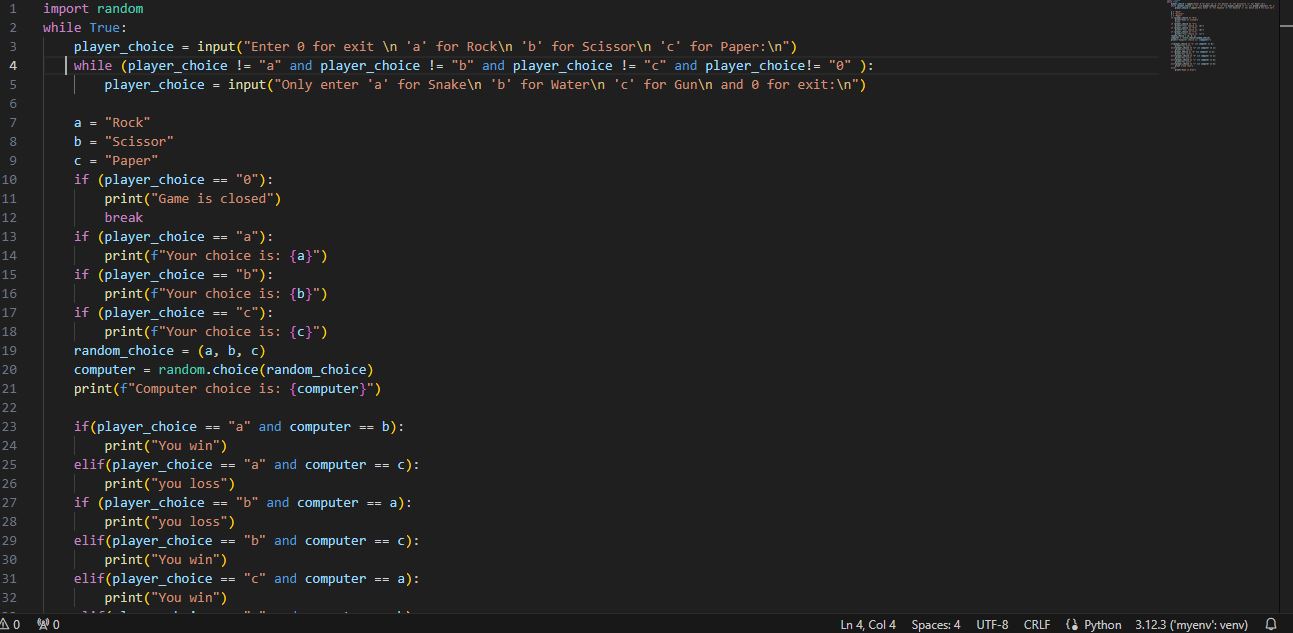 1 import random
2 while True:
3     player_choice = input("Enter 0 for exit \n 'a' for Rock\n 'b' for Scissor\n 'c' for Paper:\n")
4     while (player_choice != "a" and player_choice != "b" and player_choice != "c" and player_choice!= "0" ):
5         player_choice = input("Only enter 'a' for Snake\n 'b' for Water\n 'c' for Gun\n and 0 for exit:\n")
6
7     a = "Rock"
8     b = "Scissor"
9     c = "Paper"
10     if (player_choice == "0"):
11         print("Game is closed")
12         break
13     if (player_choice == "a"):
14         print(f"Your choice is: {a}")
15     if (player_choice == "b"):
16         print(f"Your choice is: {b}")
17     if (player_choice == "c"):
18         print(f"Your choice is: {c}")
19     random_choice = (a, b, c)
20     computer = random.choice(random_choice)
21     print(f"Computer choice is: {computer}")
22
23     if(player_choice == "a" and computer == b):
24         print("You win")
25     elif(player_choice == "a" and computer == c):
26         print("you loss")
27     if (player_choice == "b" and computer == a):
28         print("you loss")
29     elif(player_choice == "b" and computer == c):
30         print("You win")
31     elif(player_choice == "c" and computer == a):
32         print("You win")
0 0 Ln 4, Col 4 Spaces: 4 UTF-8 CRLF Python 3.12.3 ('myenv': venv)